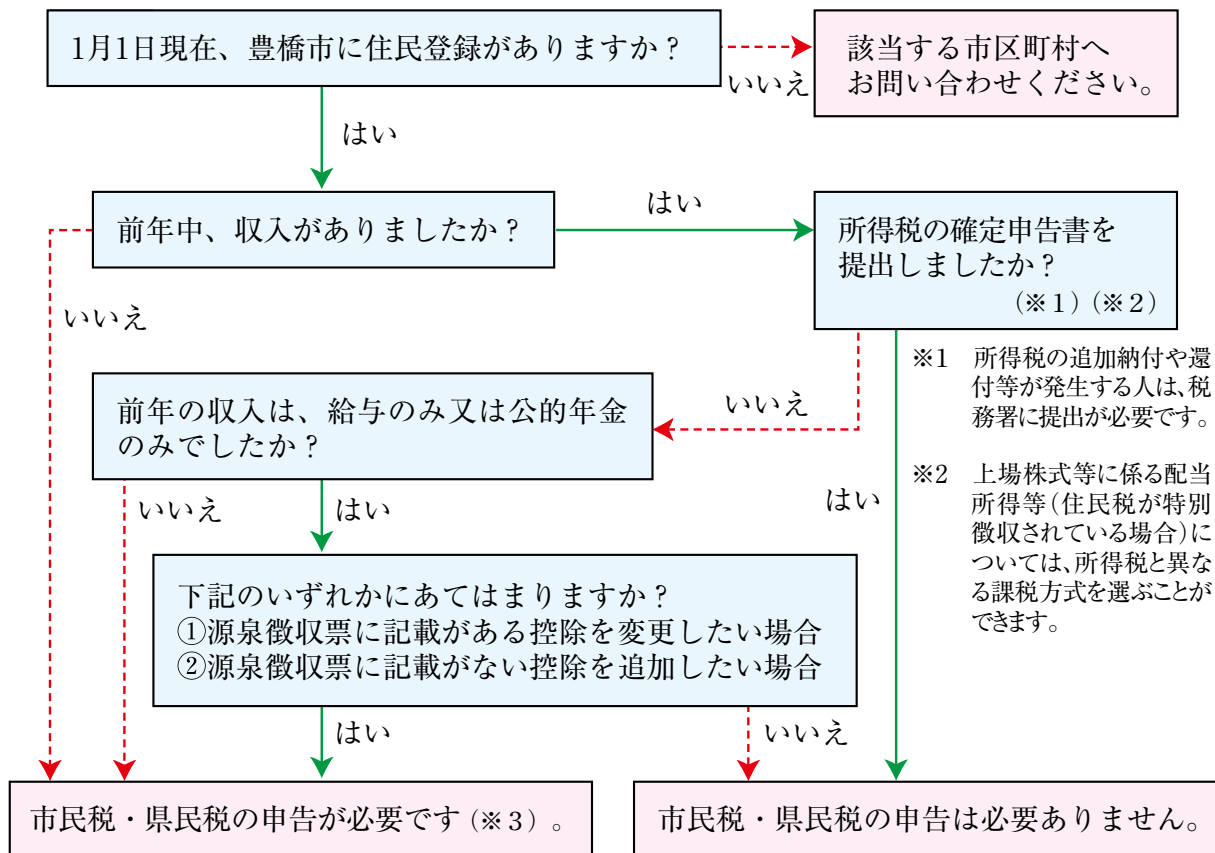 1月1日現在、豊橋市に住民登録がありますか？
いいえ
該当する市区町村へ
お問い合わせください。
はい
前年中、収入がありましたか？
はい
所得税の確定申告書を
提出しましたか？
（※１）（※２）
いいえ
※1　所得税の追加納付や還
付等が発生する人は、税
務署に提出が必要です。
前年の収入は、給与のみ又は公的年金
のみでしたか？
いいえ
※2　上場株式等に係る配当
所得等（住民税が特別
徴収されている場合）に
ついては、所得税と異な
る課税方式を選ぶことが
できます。
いいえ
はい
はい
下記のいずれかにあてはまりますか？
①源泉徴収票に記載がある控除を変更したい場合
②源泉徴収票に記載がない控除を追加したい場合
はい
いいえ
市民税・県民税の申告が必要です（※３）。
市民税・県民税の申告は必要ありません。